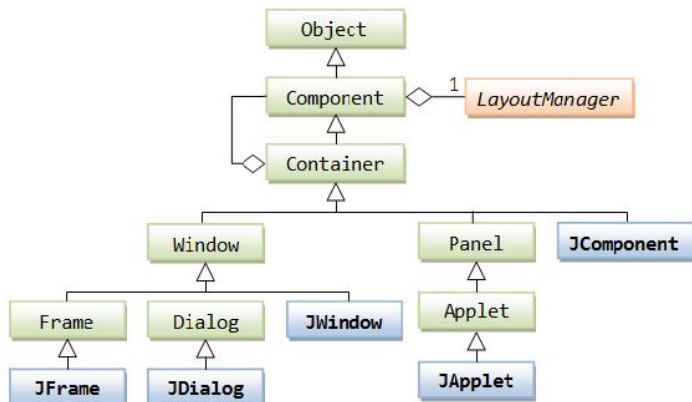 Object
Component
1
LayoutManager
Container
Window
Panel
JComponent
Frame
Dialog
JWindow
Applet
JFrame
JDialog
JApplet